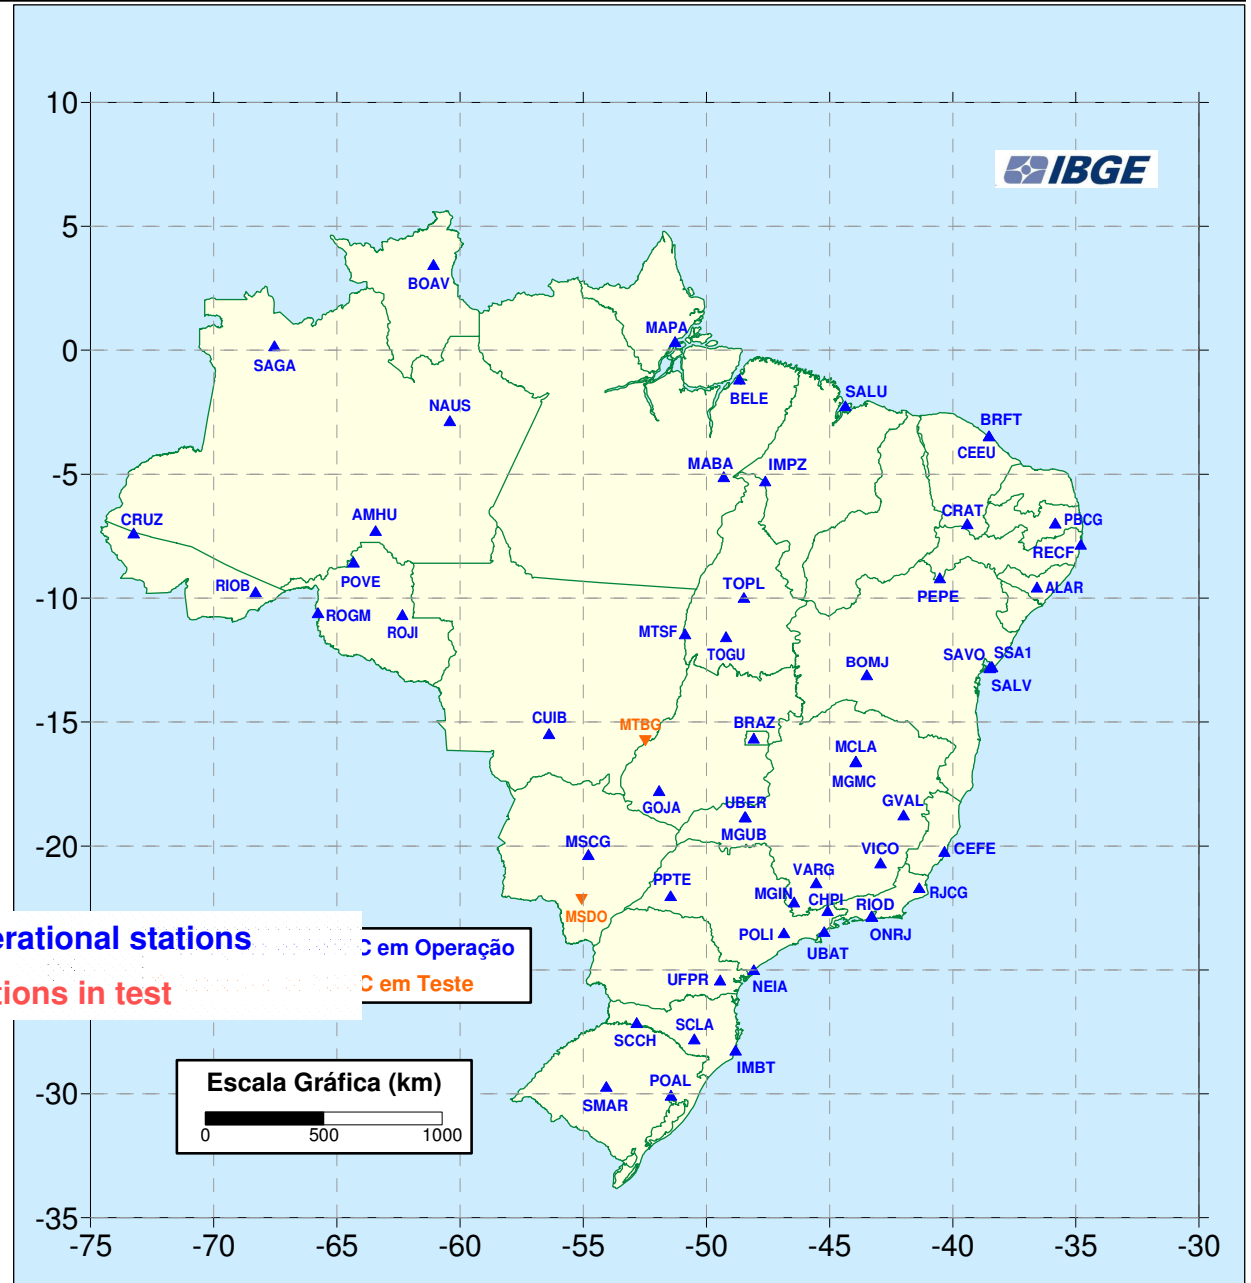 10
IBGE
5
BOAV
MAPA
0
SAGA
BELE
SALU
NAUS
BRFT
CEEU
MABA
IMPZ
-5
CRAT
AMHU
CRUZ
PBCG
RECF
POVE
RIOB
TOPL
PEPE
ALAR
-10
ROGM
ROJI
MTSF
TOGU
BOMJ
SAVO
SSA1
SALV
CUIB
MTBG
BRAZ
-15
MCLA
MGMC
GOJA
UBER
GVAL
MGUB
MSCG
VICO
CEFE
-20
PPTE
VARG
MGIN
CHPI
RIOD
RJCG
MSDO
POLI
UBAT
ONRJ
erational stations
C em Operação
tions in test
C em Teste
UFPR
NEIA
SCLA
SCCH
IMBT
Escala Gráfica (km)
0 500 1000
POAL
SMAR
-30
-35
-75 -70 -65 -60 -55 -50 -45 -40 -35 -30